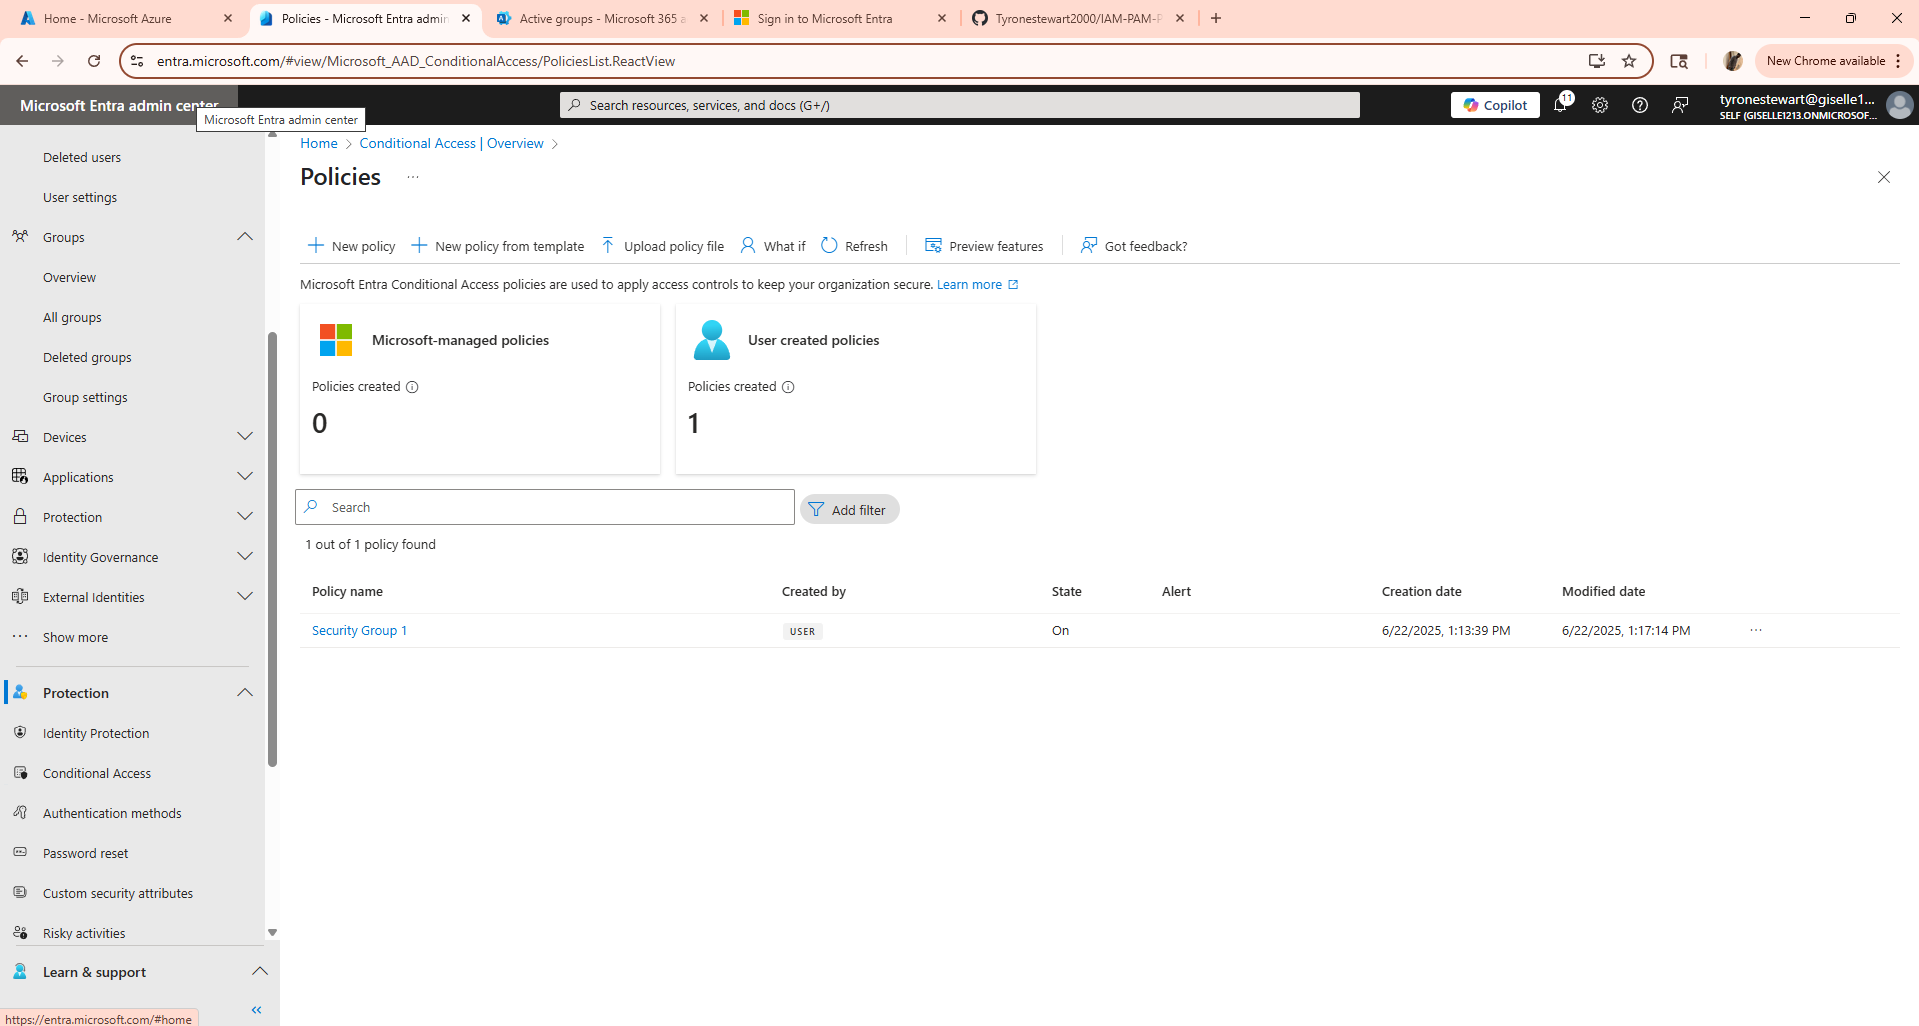 Home - Microsoft Azure
Policies - Microsoft Entra admin
Active groups - Microsoft 365 a
Sign in to Microsoft Entra
Tyronestewart2000/IAM-PAM-P
entra.microsoft.com/#view/Microsoft_AAD_ConditionalAccess/PoliciesList.ReactView
New Chrome available
Microsoft Entra admin center
Search resources, services, and docs (G+/)
Copilot
11
tyronestewart@giselle1...
SELF (GISELLE1213.ONMICROSOF...
Microsoft Entra admin center
Deleted users
User settings
Groups
Overview
All groups
Deleted groups
Group settings
Devices
Applications
Protection
Identity Governance
External Identities
Show more
Protection
Identity Protection
Conditional Access
Authentication methods
Password reset
Custom security attributes
Risky activities
Learn & support
https://entra.microsoft.com/#home
Home > Conditional Access | Overview >
Policies ...
New policy
New policy from template
Upload policy file
What if
Refresh
Preview features
Got feedback?
Microsoft Entra Conditional Access policies are used to apply access controls to keep your organization secure. Learn more
Microsoft-managed policies
Policies created
0
User created policies
Policies created
1
Search
Add filter
1 out of 1 policy found
Policy name Created by State Alert Creation date Modified date
Security Group 1 USER On 6/22/2025, 1:13:39 PM 6/22/2025, 1:17:14 PM ...